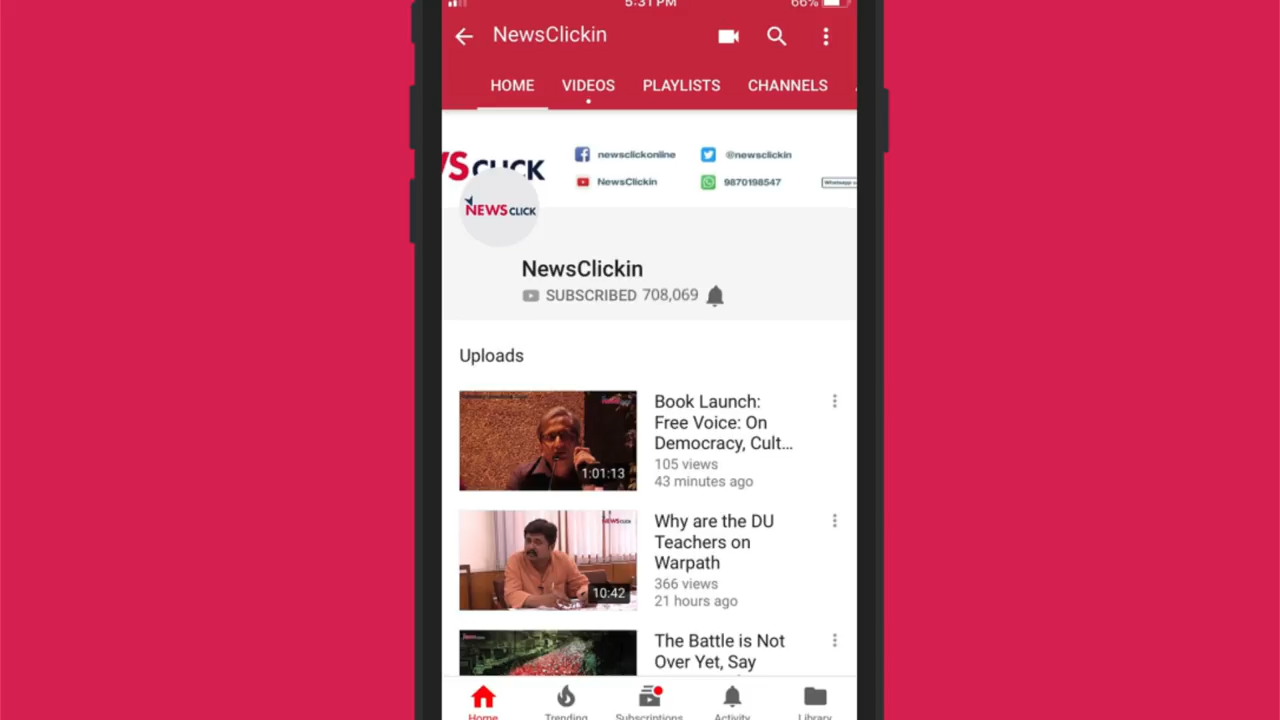 5:31 PM
66%
NewsClickin
HOME VIDEOS PLAYLISTS CHANNELS
CLICK
newsclickonline @newsclickin
NewsClickin 9870198547
NEWSCLICK
NewsClickin
SUBSCRIBED 708,069
Uploads
Book Launch:
Free Voice: On
Democracy, Cult...
105 views
43 minutes ago
1:01:13
Why are the DU
Teachers on
Warpath
366 views
21 hours ago
NEWSCLICK
10:42
The Battle is Not
Over Yet, Say
Home Trending Subscriptions Activity Library